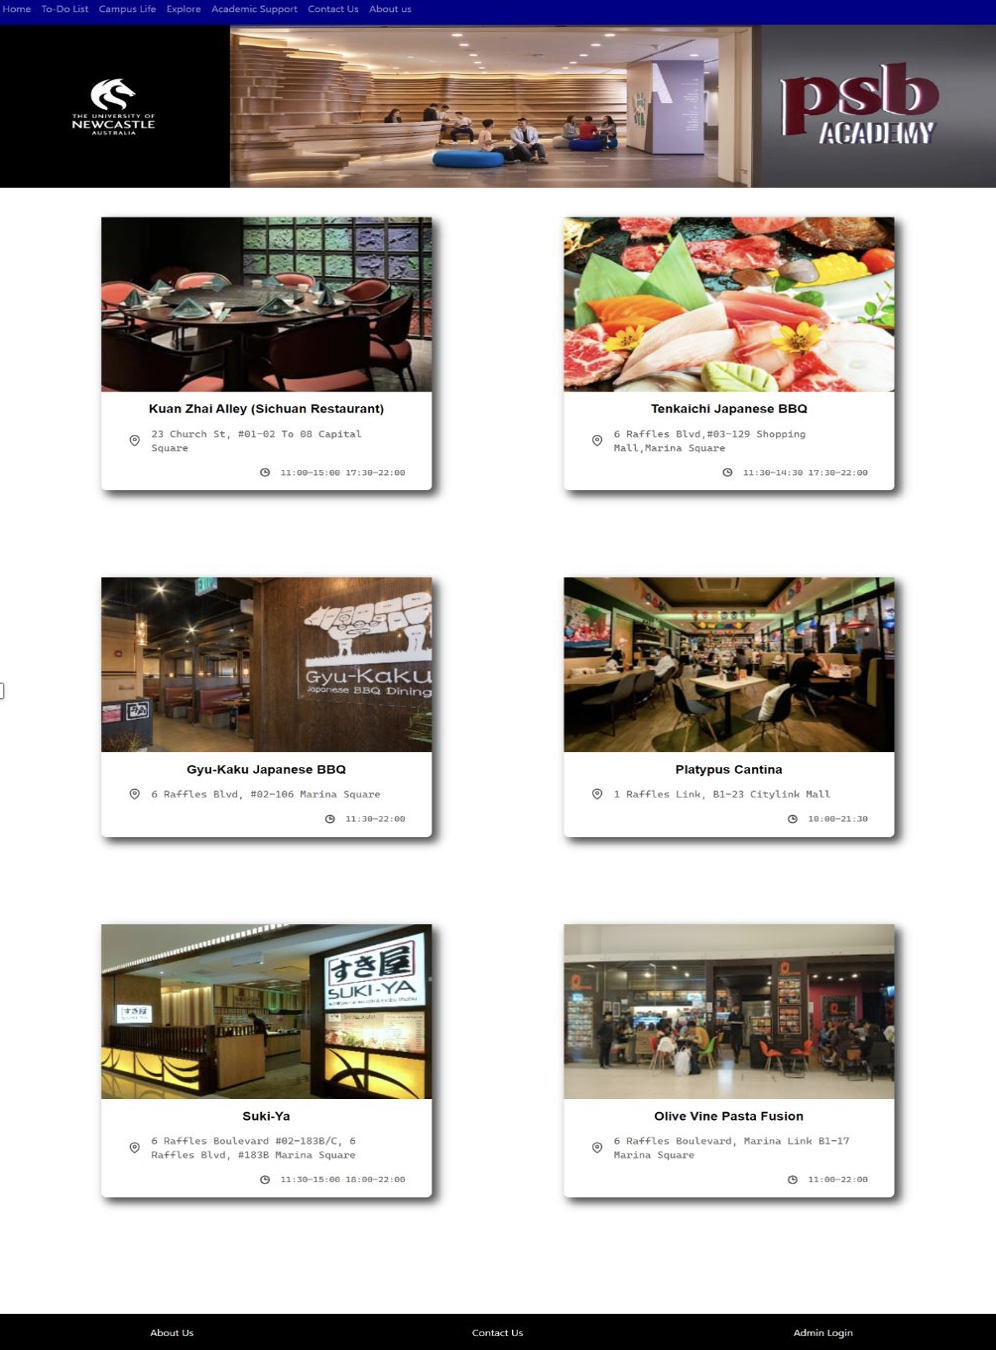 Home To-Do List Campus Life Explore Academic Support Contact Us About us
THE UNIVERSITY OF
NEWCASTLE
AUSTRALIA
psb
ACADEMY
Kuan Zhai Alley (Sichuan Restaurant)
23 Church St, #01-02 To 08 Capital
Square
11:00-15:00 17:30-22:00
Tenkaichi Japanese BBQ
6 Raffles Blvd,#03-129 Shopping
Mall,Marina Square
11:30-14:30 17:30-22:00
Gyu-Kaku
Japanese BBQ Dining
Gyu-Kaku Japanese BBQ
6 Raffles Blvd, #02-106 Marina Square
11:30-22:00
Platypus Cantina
1 Raffles Link, B1-23 Citylink Mall
10:00-21:30
すき屋
SUKI-YA
すき屋
SUKI-YA
Suki-Ya
6 Raffles Boulevard #02-183B/C, 6
Raffles Blvd, #183B Marina Square
11:30-15:00 18:00-22:00
Olive Vine Pasta Fusion
6 Raffles Boulevard, Marina Link B1-17
Marina Square
11:00-22:00
About Us Contact Us Admin Login